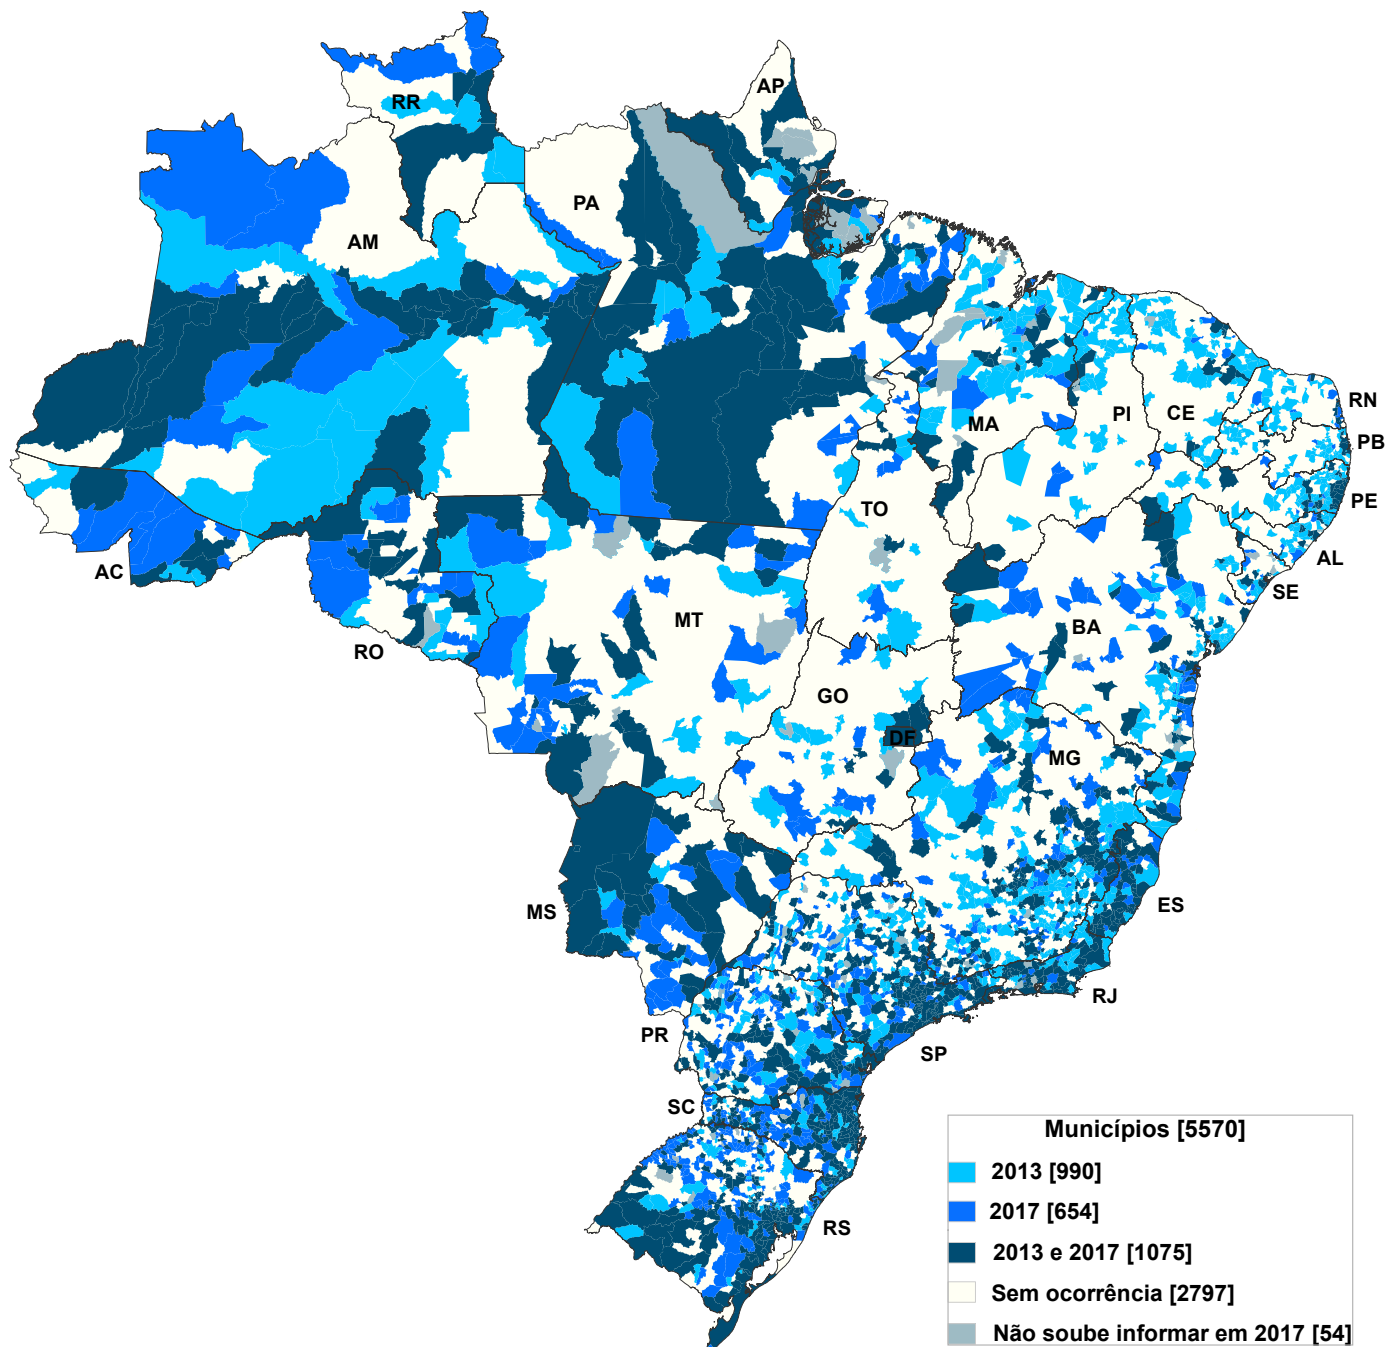 AP
RR
PA
AM
RN
MA
PI
CE
PB
PE
TO
AL
AC
SE
MT
BA
RO
GO
DF
MG
MS
ES
RJ
PR
SP
SC
RS
Municípios [5570]
2013 [990]
2017 [654]
2013 e 2017 [1075]
Sem ocorrência [2797]
Não soube informar em 2017 [54]